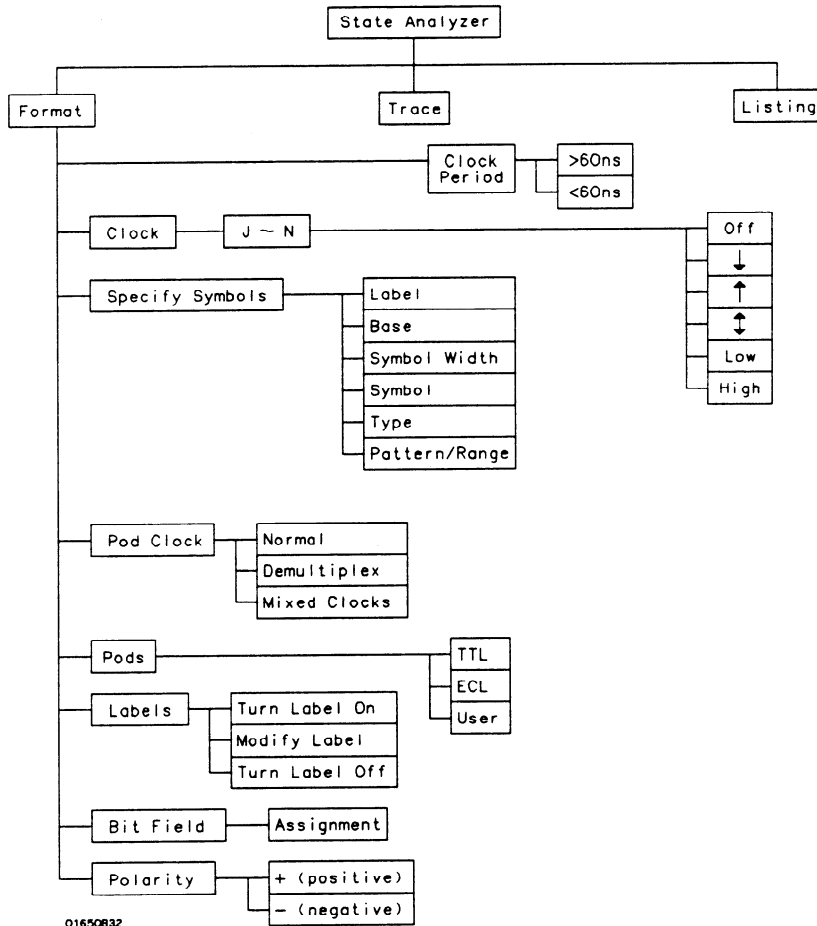 State Analyzer
Format
Trace
Listing
Clock
Period
>60ns
<60ns
Clock
J ~ N
Off
↓
↑
↕
Low
High
Specify Symbols
Label
Base
Symbol Width
Symbol
Type
Pattern/Range
Pod Clock
Normal
Demultiplex
Mixed Clocks
Pods
TTL
ECL
User
Labels
Turn Label On
Modify Label
Turn Label Off
Bit Field
Assignment
Polarity
+ (positive)
- (negative)
01650B32